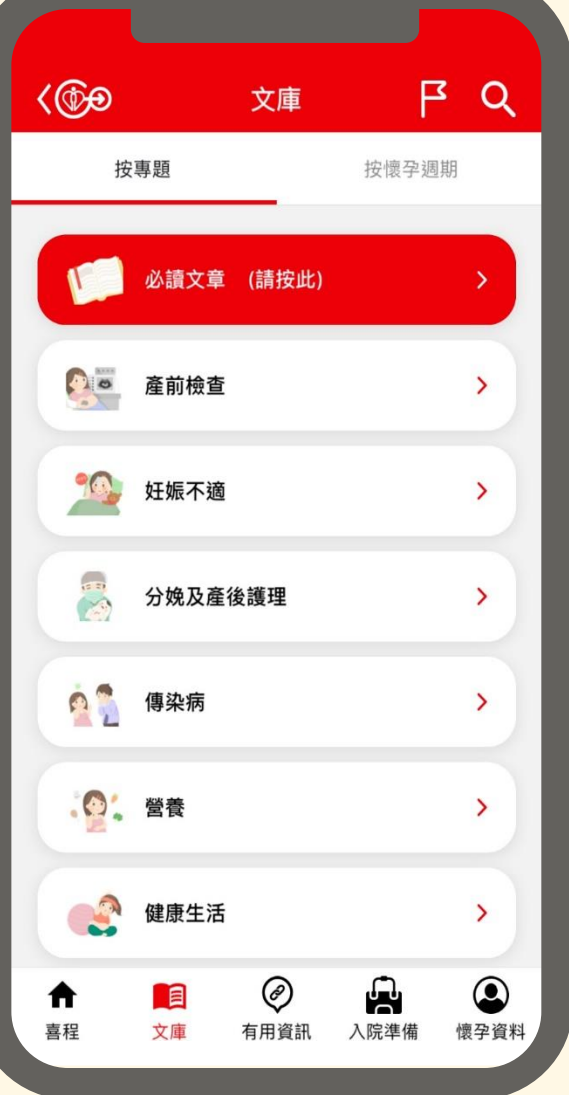 文庫
按專題
按懷孕週期
必讀文章 (請按此)
產前檢查
妊娠不適
分娩及產後護理
傳染病
營養
健康生活
喜程
文庫
有用資訊
入院準備
懷孕資料